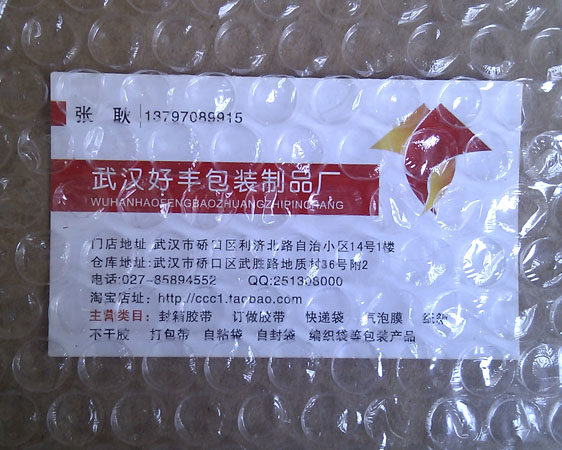 张 耿 13797089915
武汉好丰包装制品厂
WUHANHAOFENGBAOZHUANGZHIPINCHANG
门店地址:武汉市硚口区利济北路自治小区14号1楼
仓库地址:武汉市硚口区武胜路地质村36号附2
电话:027-85894552 QQ:251308000
淘宝店址: http://ccc1.taobao.com
主营类目: 封箱胶带 订做胶带 快递袋 气泡膜
不干胶 打包带 自粘袋 自封袋 编织袋等包装产品